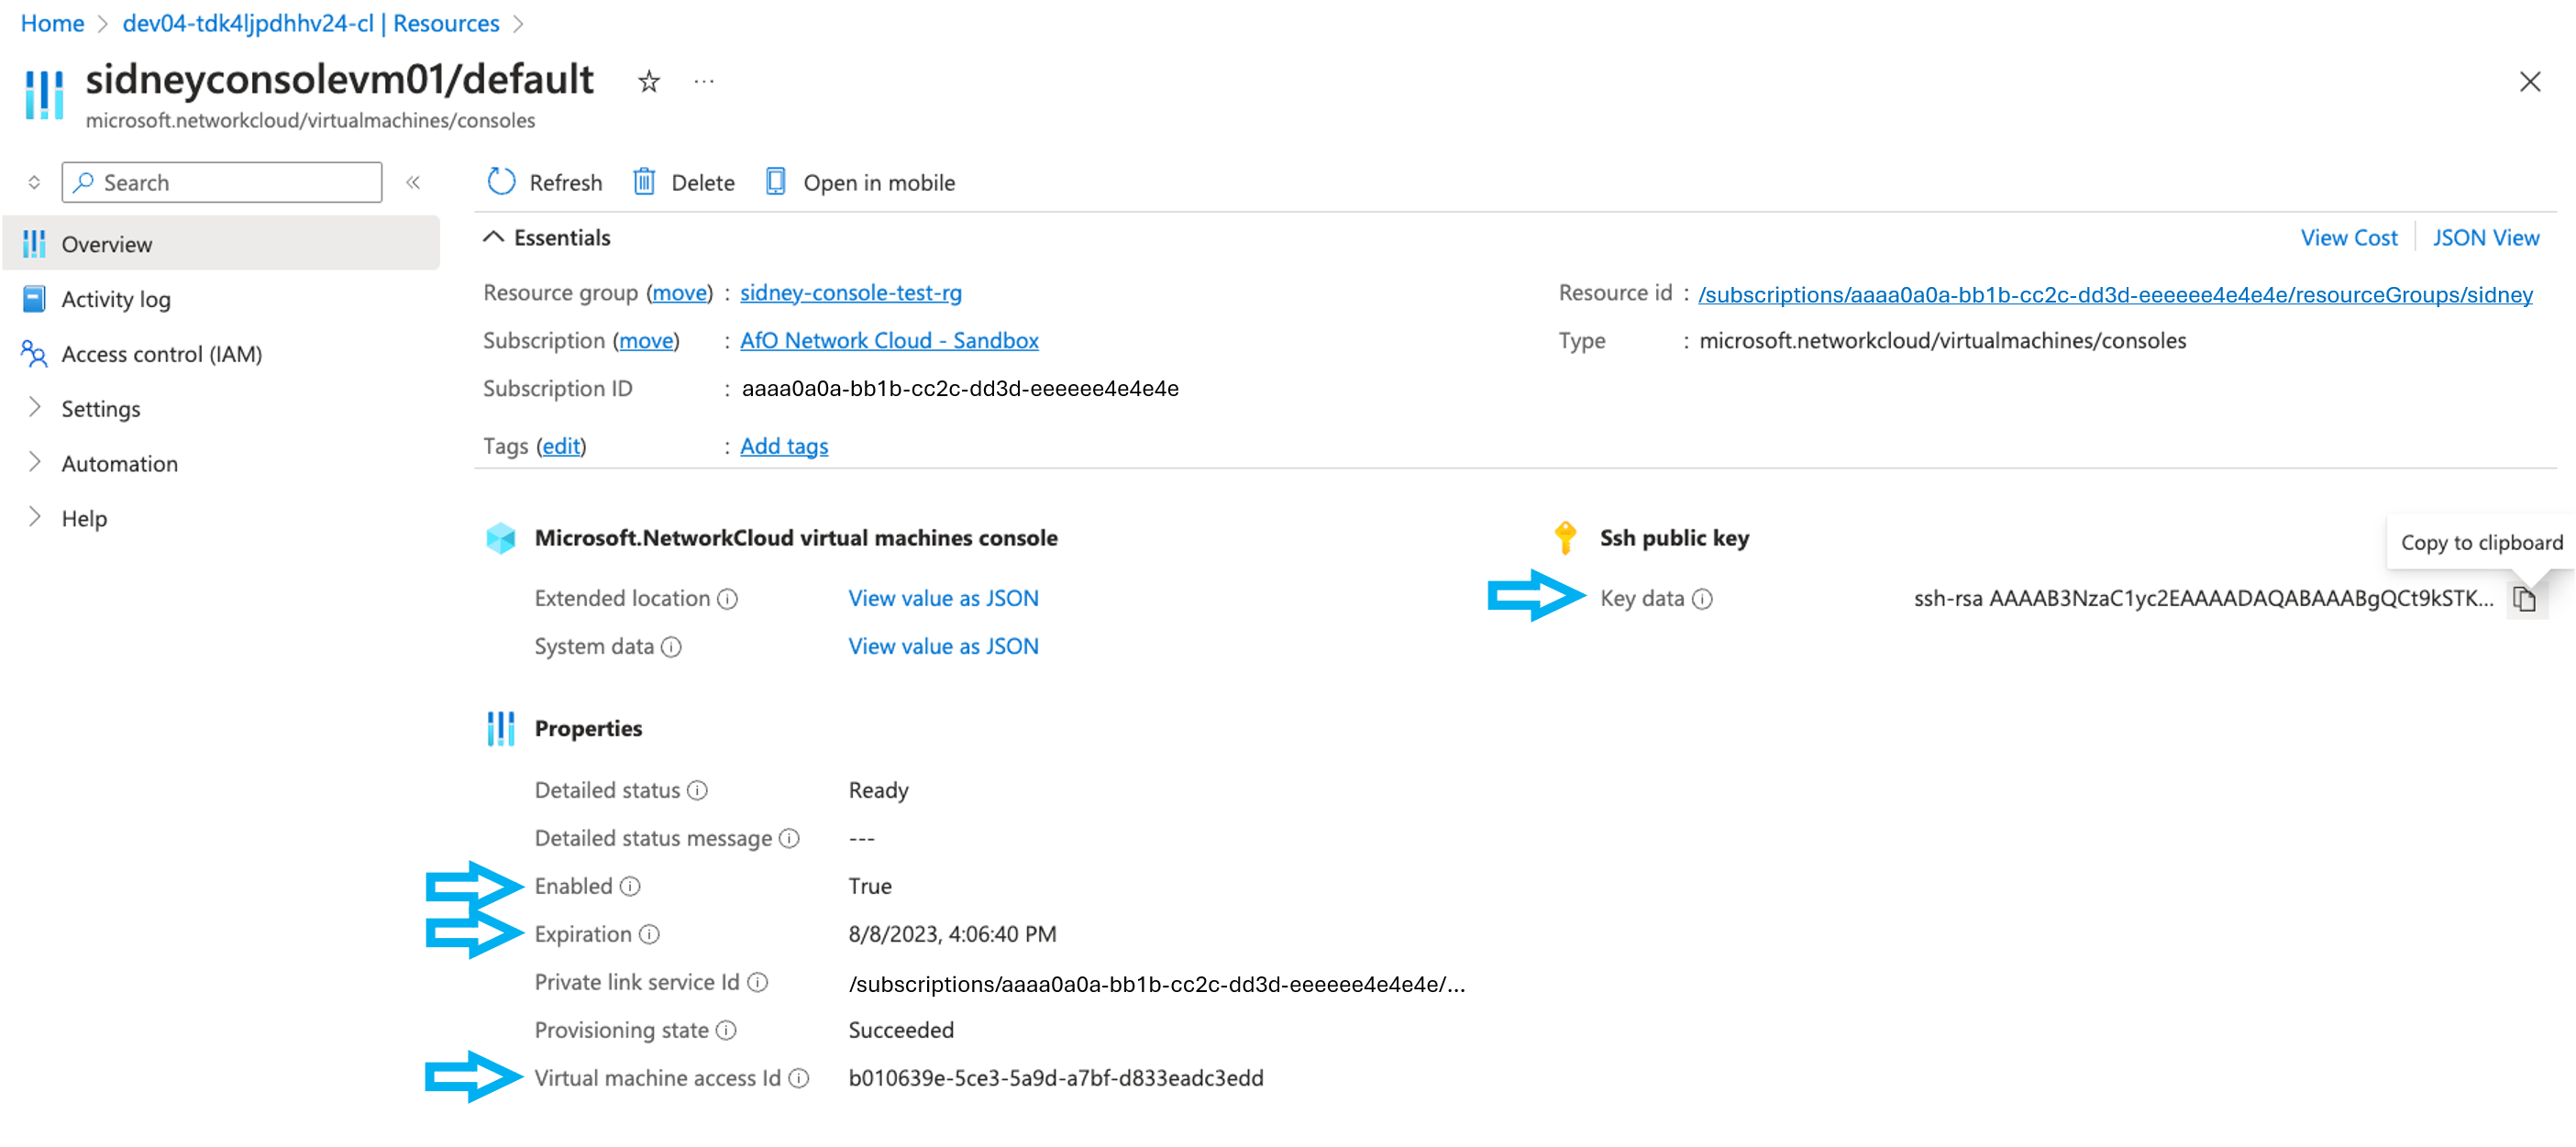 Home > dev04-tdk4ljpdhhv24-cl | Resources >
sidneyconsolevm01/default
microsoft.networkcloud/virtualmachines/consoles
Search
Refresh
Delete
Open in mobile
Overview
Activity log
Access control (IAM)
Settings
Automation
Help
Essentials
View Cost
JSON View
Resource group (move) : sidney-console-test-rg
Subscription (move) : AfO Network Cloud - Sandbox
Subscription ID : aaaa0a0a-bb1b-cc2c-dd3d-eeeeee4e4e4e
Tags (edit) : Add tags
Resource id : /subscriptions/aaaa0a0a-bb1b-cc2c-dd3d-eeeeee4e4e4e/resourceGroups/sidney
Type : microsoft.networkcloud/virtualmachines/consoles
Microsoft.NetworkCloud virtual machines console
Extended location View value as JSON
System data View value as JSON
Ssh public key
Copy to clipboard
Key data ssh-rsa AAAAB3NzaC1yc2EAAAADAQABAAABgQCt9kSTK...
Properties
Detailed status Ready
Detailed status message ---
Enabled True
Expiration 8/8/2023, 4:06:40 PM
Private link service Id /subscriptions/aaaa0a0a-bb1b-cc2c-dd3d-eeeeee4e4e4e/...
Provisioning state Succeeded
Virtual machine access Id b010639e-5ce3-5a9d-a7bf-d833eadc3edd